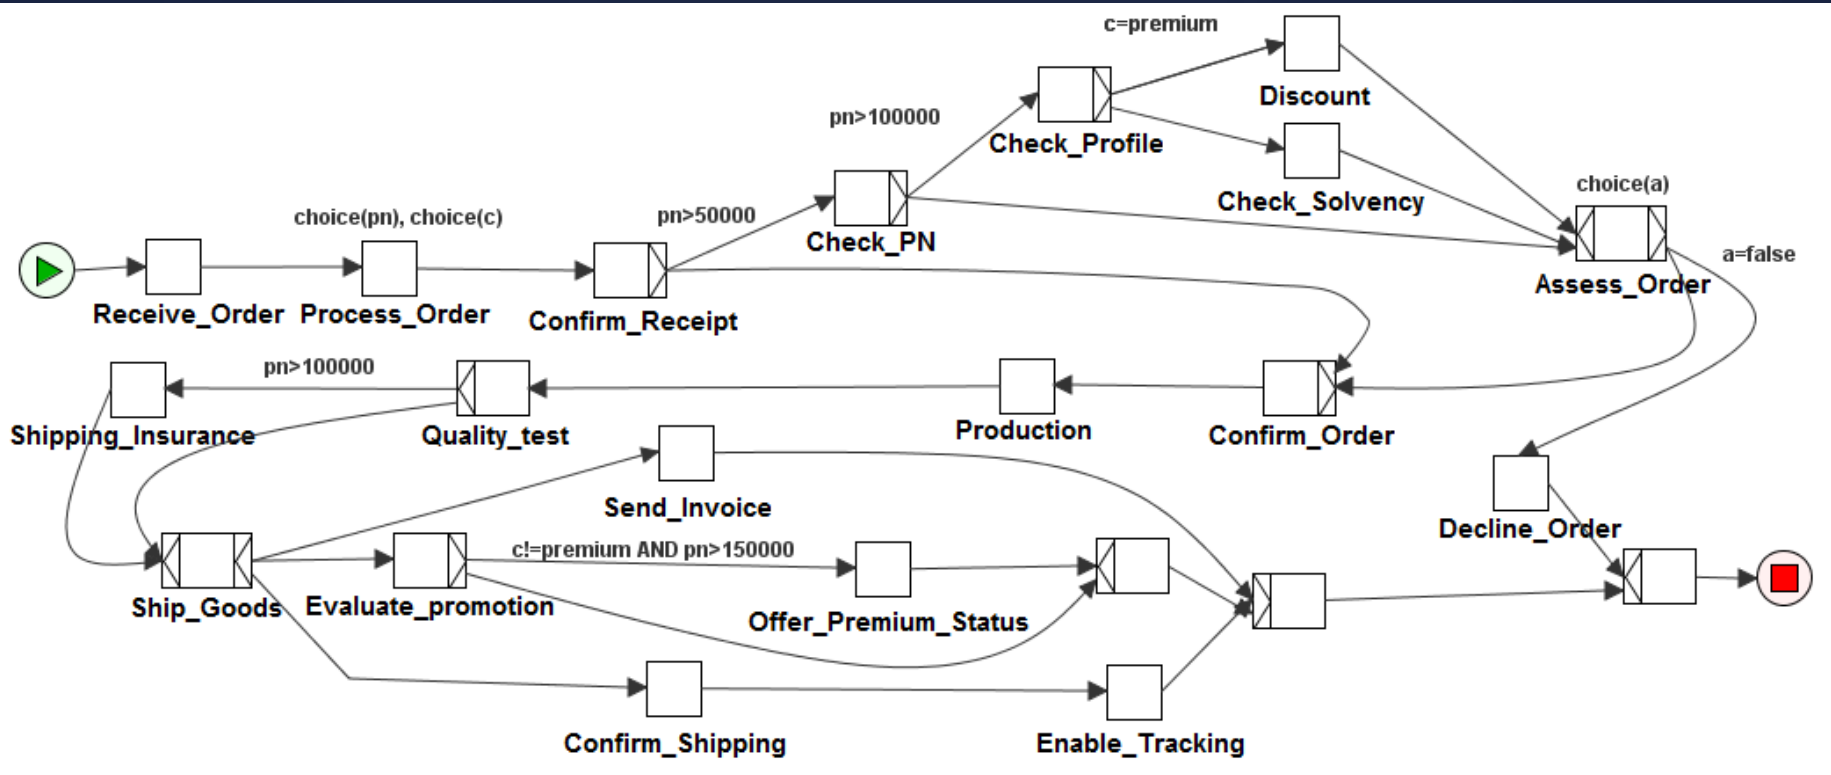 c=premium
Discount
pn>100000
Check_Profile
Check_Solvency
choice(a)
pn>50000
choice(pn), choice(c)
Check_PN
a=false
Assess_Order
Receive_Order
Process_Order
Confirm_Receipt
pn>100000
Shipping_Insurance
Quality_test
Production
Confirm_Order
Send_Invoice
Decline_Order
c!=premium AND pn>150000
Ship_Goods
Evaluate_promotion
Offer_Premium_Status
Confirm_Shipping
Enable_Tracking